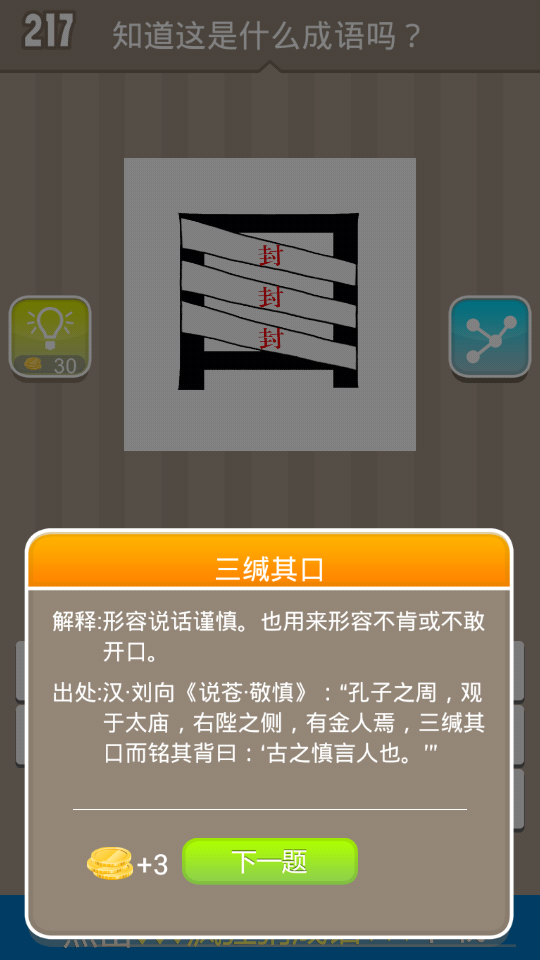 217
知道这是什么成语吗？
封
封
封
30
三缄其口
解释:形容说话谨慎。也用来形容不肯或不敢
开口。
出处:汉·刘向《说苍·敬慎》：“孔子之周，观
于太庙，右陛之侧，有金人焉，三缄其
口而铭其背曰：‘古之慎言人也。’”
+3
下一题